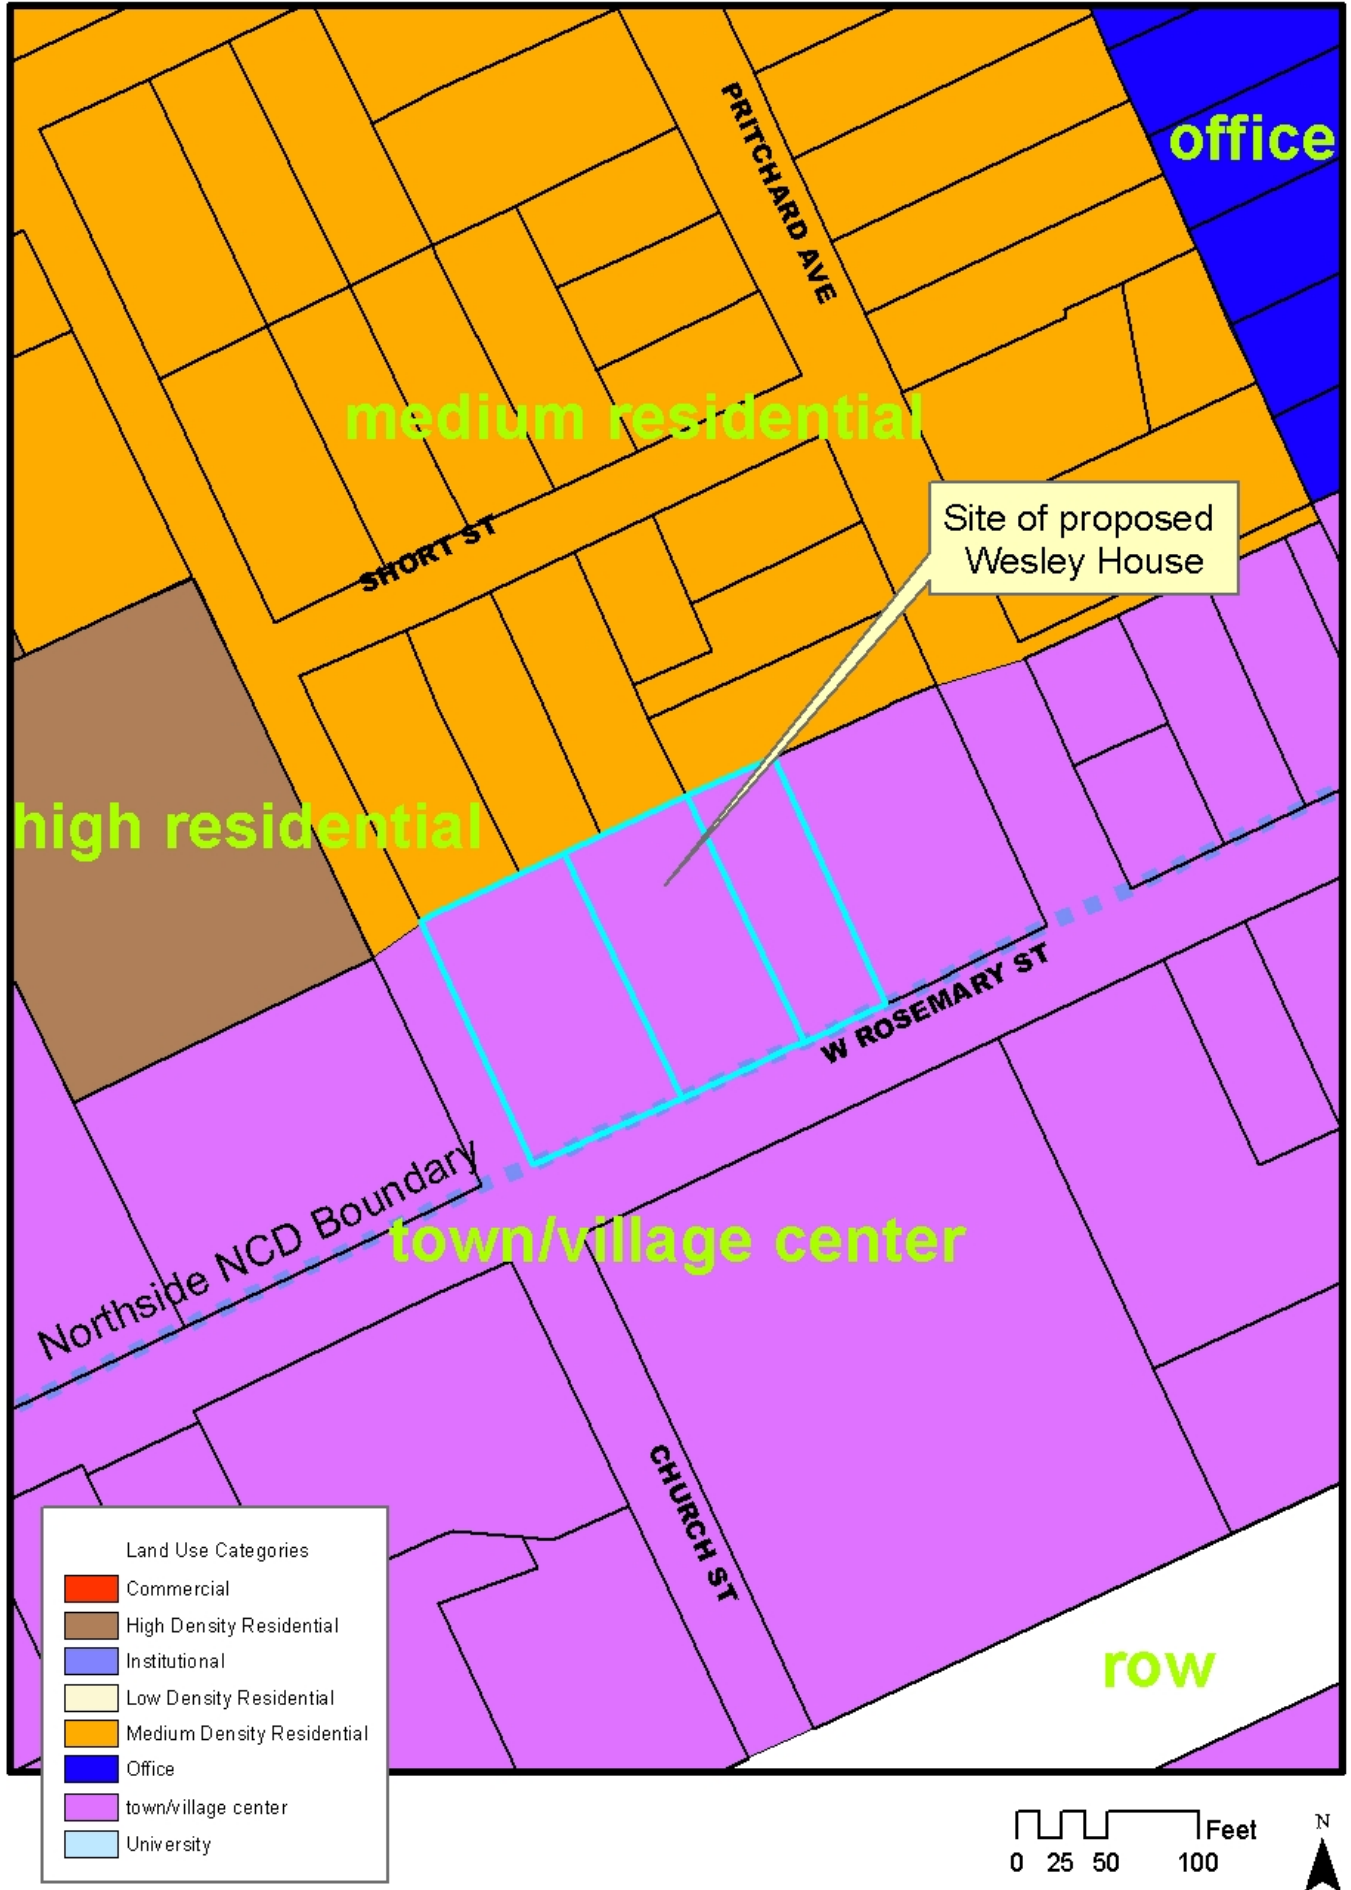 PRITCHARD AVE
office
medium residential
Site of proposed
Wesley House
SHORT ST
high residential
W ROSEMARY ST
Northside NCD Boundary
town/village center
CHURCH ST
row
Land Use Categories
Commercial
High Density Residential
Institutional
Low Density Residential
Medium Density Residential
Office
town/village center
University
Feet
0 25 50 100
N